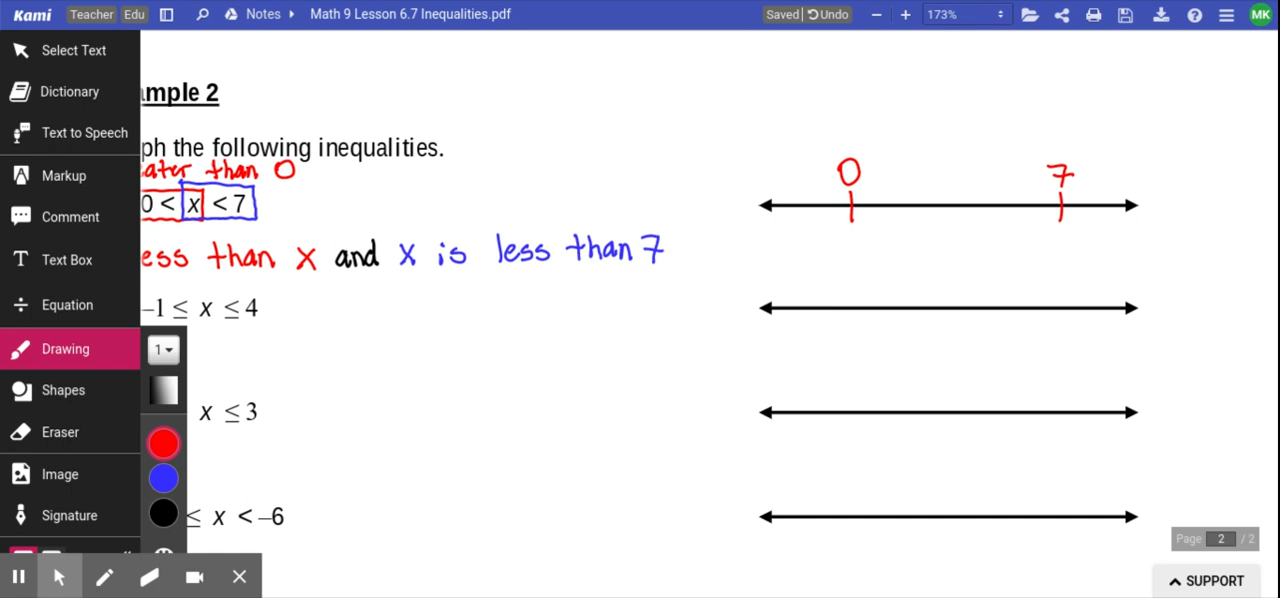 Kami Teacher Edu Notes Math 9 Lesson 6.7 Inequalities.pdf Saved Undo − + 173% MK
Select Text
Dictionary
Text to Speech
Markup
Comment
Text Box
Equation
Drawing
Shapes
Eraser
Image
Signature
1
ample 2
ph the following inequalities.
ater than 0
0 < x < 7
ess than x and x is less than 7
–1 ≤ x ≤ 4
x ≤ 3
≤ x < –6
0 7
Page 2 / 2
SUPPORT